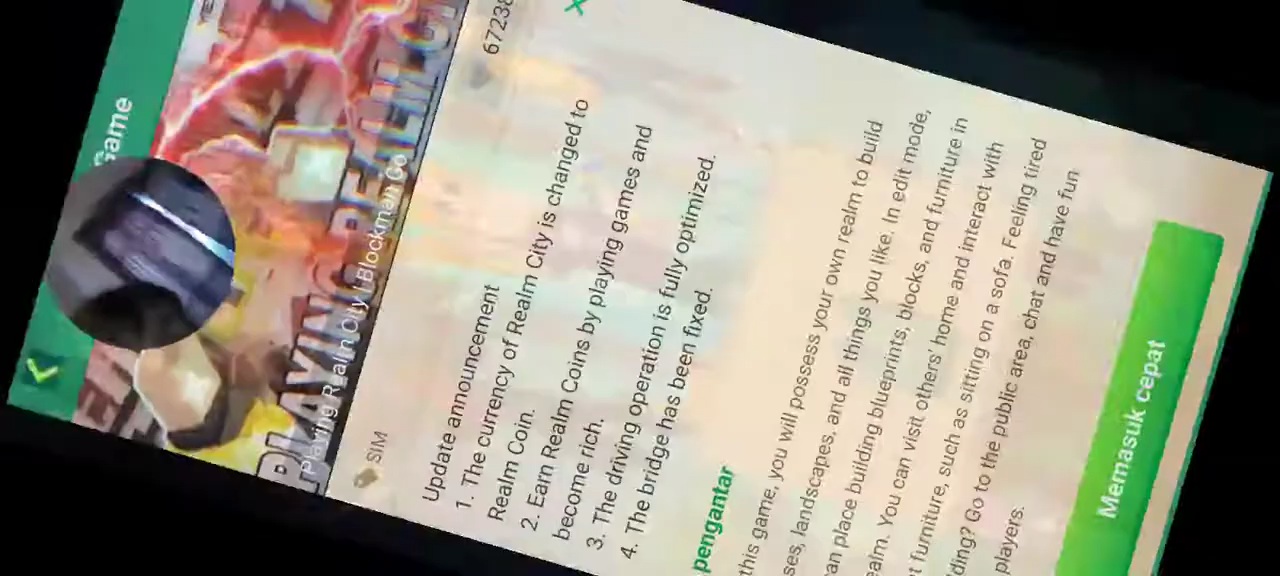 Game
PLAYING REALM CI
Playing Realm City | Blockman Go
SIM
67238
Update announcement
1. The currency of Realm City is changed to
Realm Coin.
2. Earn Realm Coins by playing games and
become rich.
3. The driving operation is fully optimized.
4. The bridge has been fixed.
pengantar
this game, you will possess your own realm to build
ses, landscapes, and all things you like. In edit mode,
an place building blueprints, blocks, and furniture in
ealm. You can visit others' home and interact with
t furniture, such as sitting on a sofa. Feeling tired
ding? Go to the public area, chat and have fun
players.
Memasuk cepat